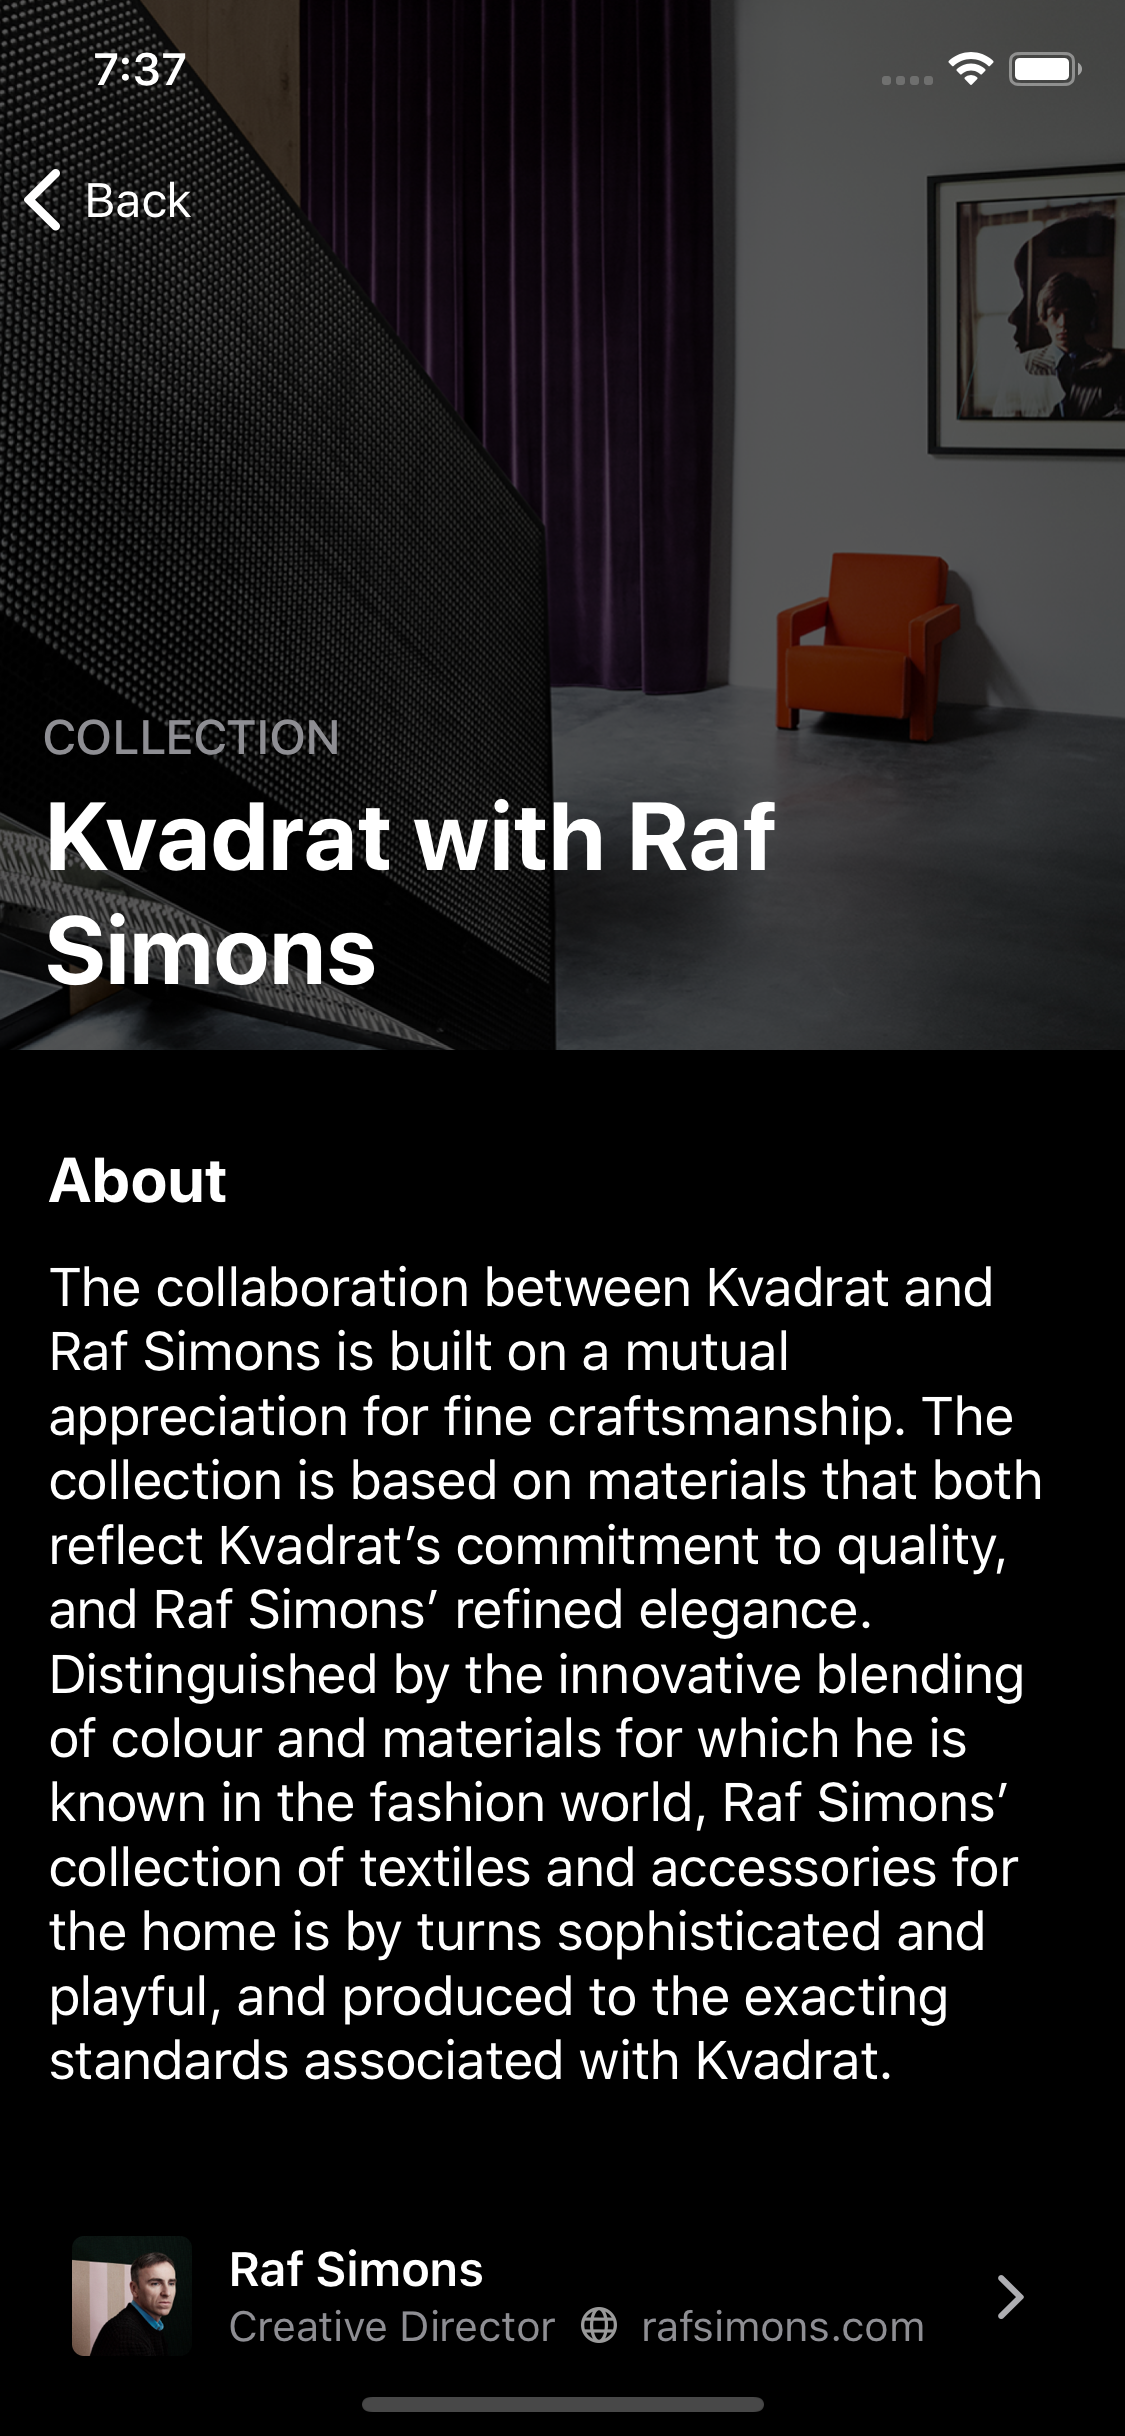 7:37
Back
COLLECTION
Kvadrat with Raf
Simons
About
The collaboration between Kvadrat and
Raf Simons is built on a mutual
appreciation for fine craftsmanship. The
collection is based on materials that both
reflect Kvadrat’s commitment to quality,
and Raf Simons’ refined elegance.
Distinguished by the innovative blending
of colour and materials for which he is
known in the fashion world, Raf Simons’
collection of textiles and accessories for
the home is by turns sophisticated and
playful, and produced to the exacting
standards associated with Kvadrat.
Raf Simons
Creative Director rafsimons.com